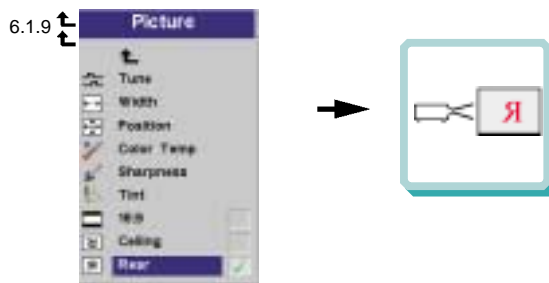 6.1.9
Picture
Tune
Width
Position
Color Temp
Sharpness
Tint
16:9
Ceiling
Rear
Я